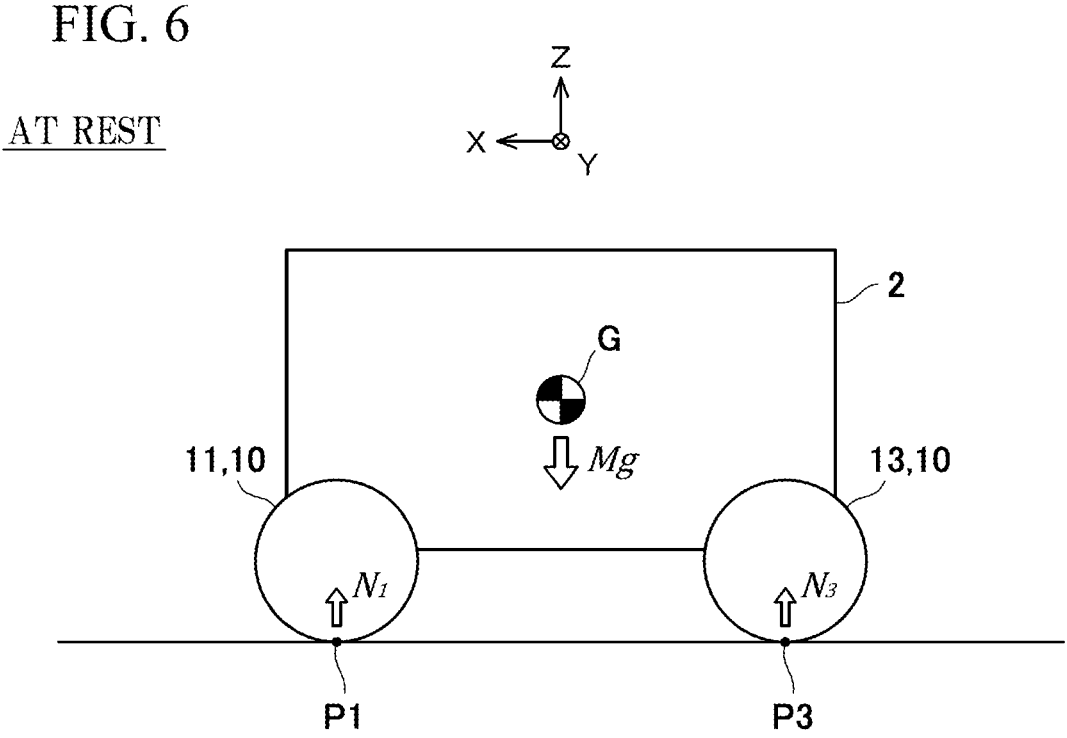 FIG. 6
Z
AT REST
X
Y
2
G
11,10
Mg
13,10
N1
N3
P1
P3